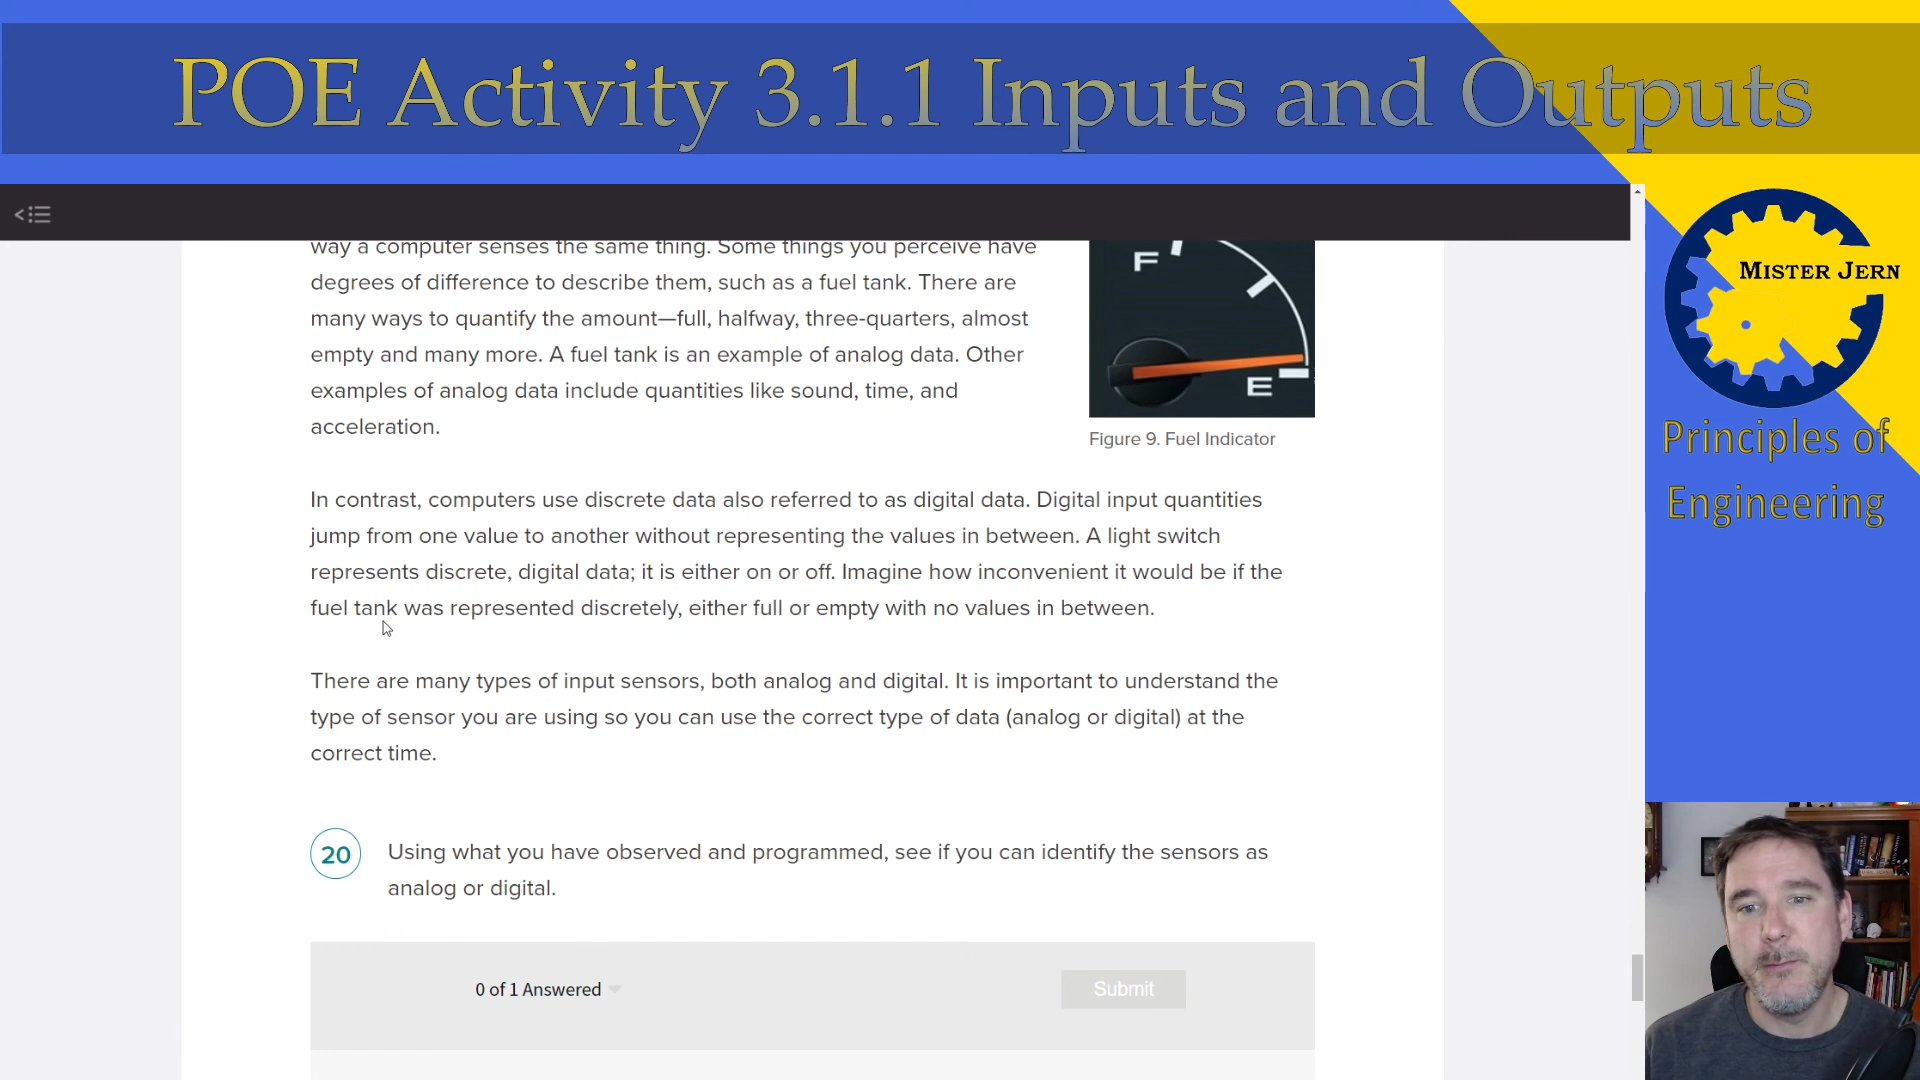 POE Activity 3.1.1 Inputs and Outputs
MISTER JERN
Principles of
Engineering
way a computer senses the same thing. Some things you perceive have
degrees of difference to describe them, such as a fuel tank. There are
many ways to quantify the amount—full, halfway, three-quarters, almost
empty and many more. A fuel tank is an example of analog data. Other
examples of analog data include quantities like sound, time, and
acceleration.
F
E
Figure 9. Fuel Indicator
In contrast, computers use discrete data also referred to as digital data. Digital input quantities
jump from one value to another without representing the values in between. A light switch
represents discrete, digital data; it is either on or off. Imagine how inconvenient it would be if the
fuel tank was represented discretely, either full or empty with no values in between.
There are many types of input sensors, both analog and digital. It is important to understand the
type of sensor you are using so you can use the correct type of data (analog or digital) at the
correct time.
20
Using what you have observed and programmed, see if you can identify the sensors as
analog or digital.
0 of 1 Answered
Submit